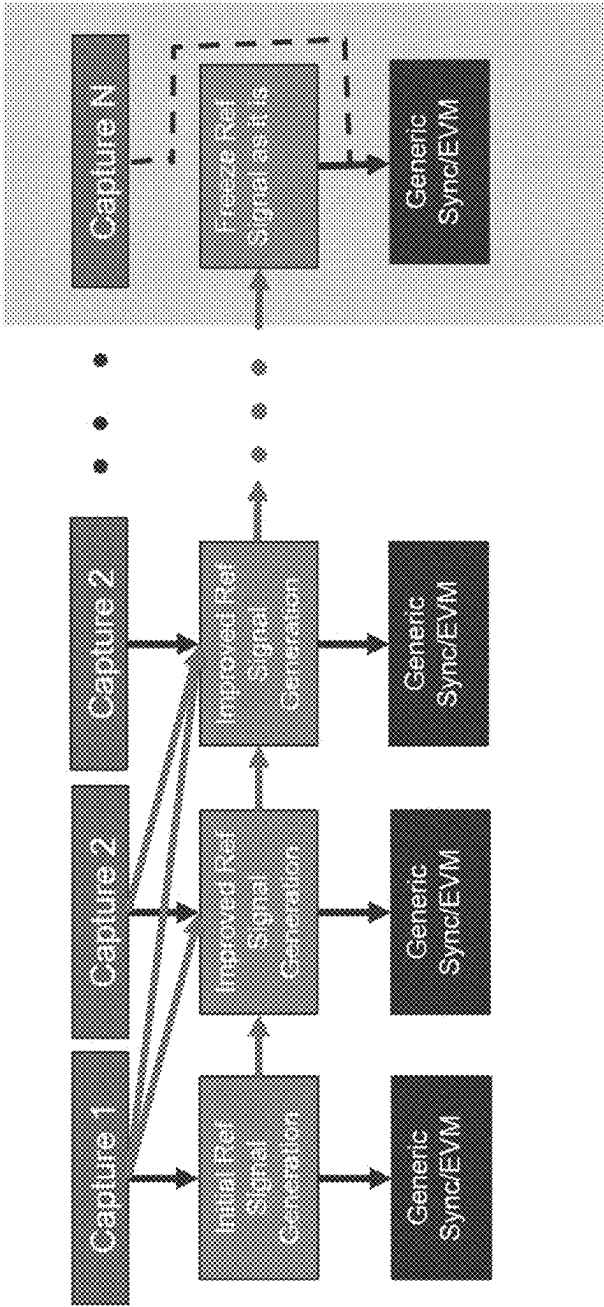 Capture 1
Capture 2
Capture 2
Capture N
Initial Ref
Signal
Generation
Improved Ref
Signal
Generation
Improved Ref
Signal
Generation
Freeze Ref
Signal as it is
Generic
Sync/EVM
Generic
Sync/EVM
Generic
Sync/EVM
Generic
Sync/EVM